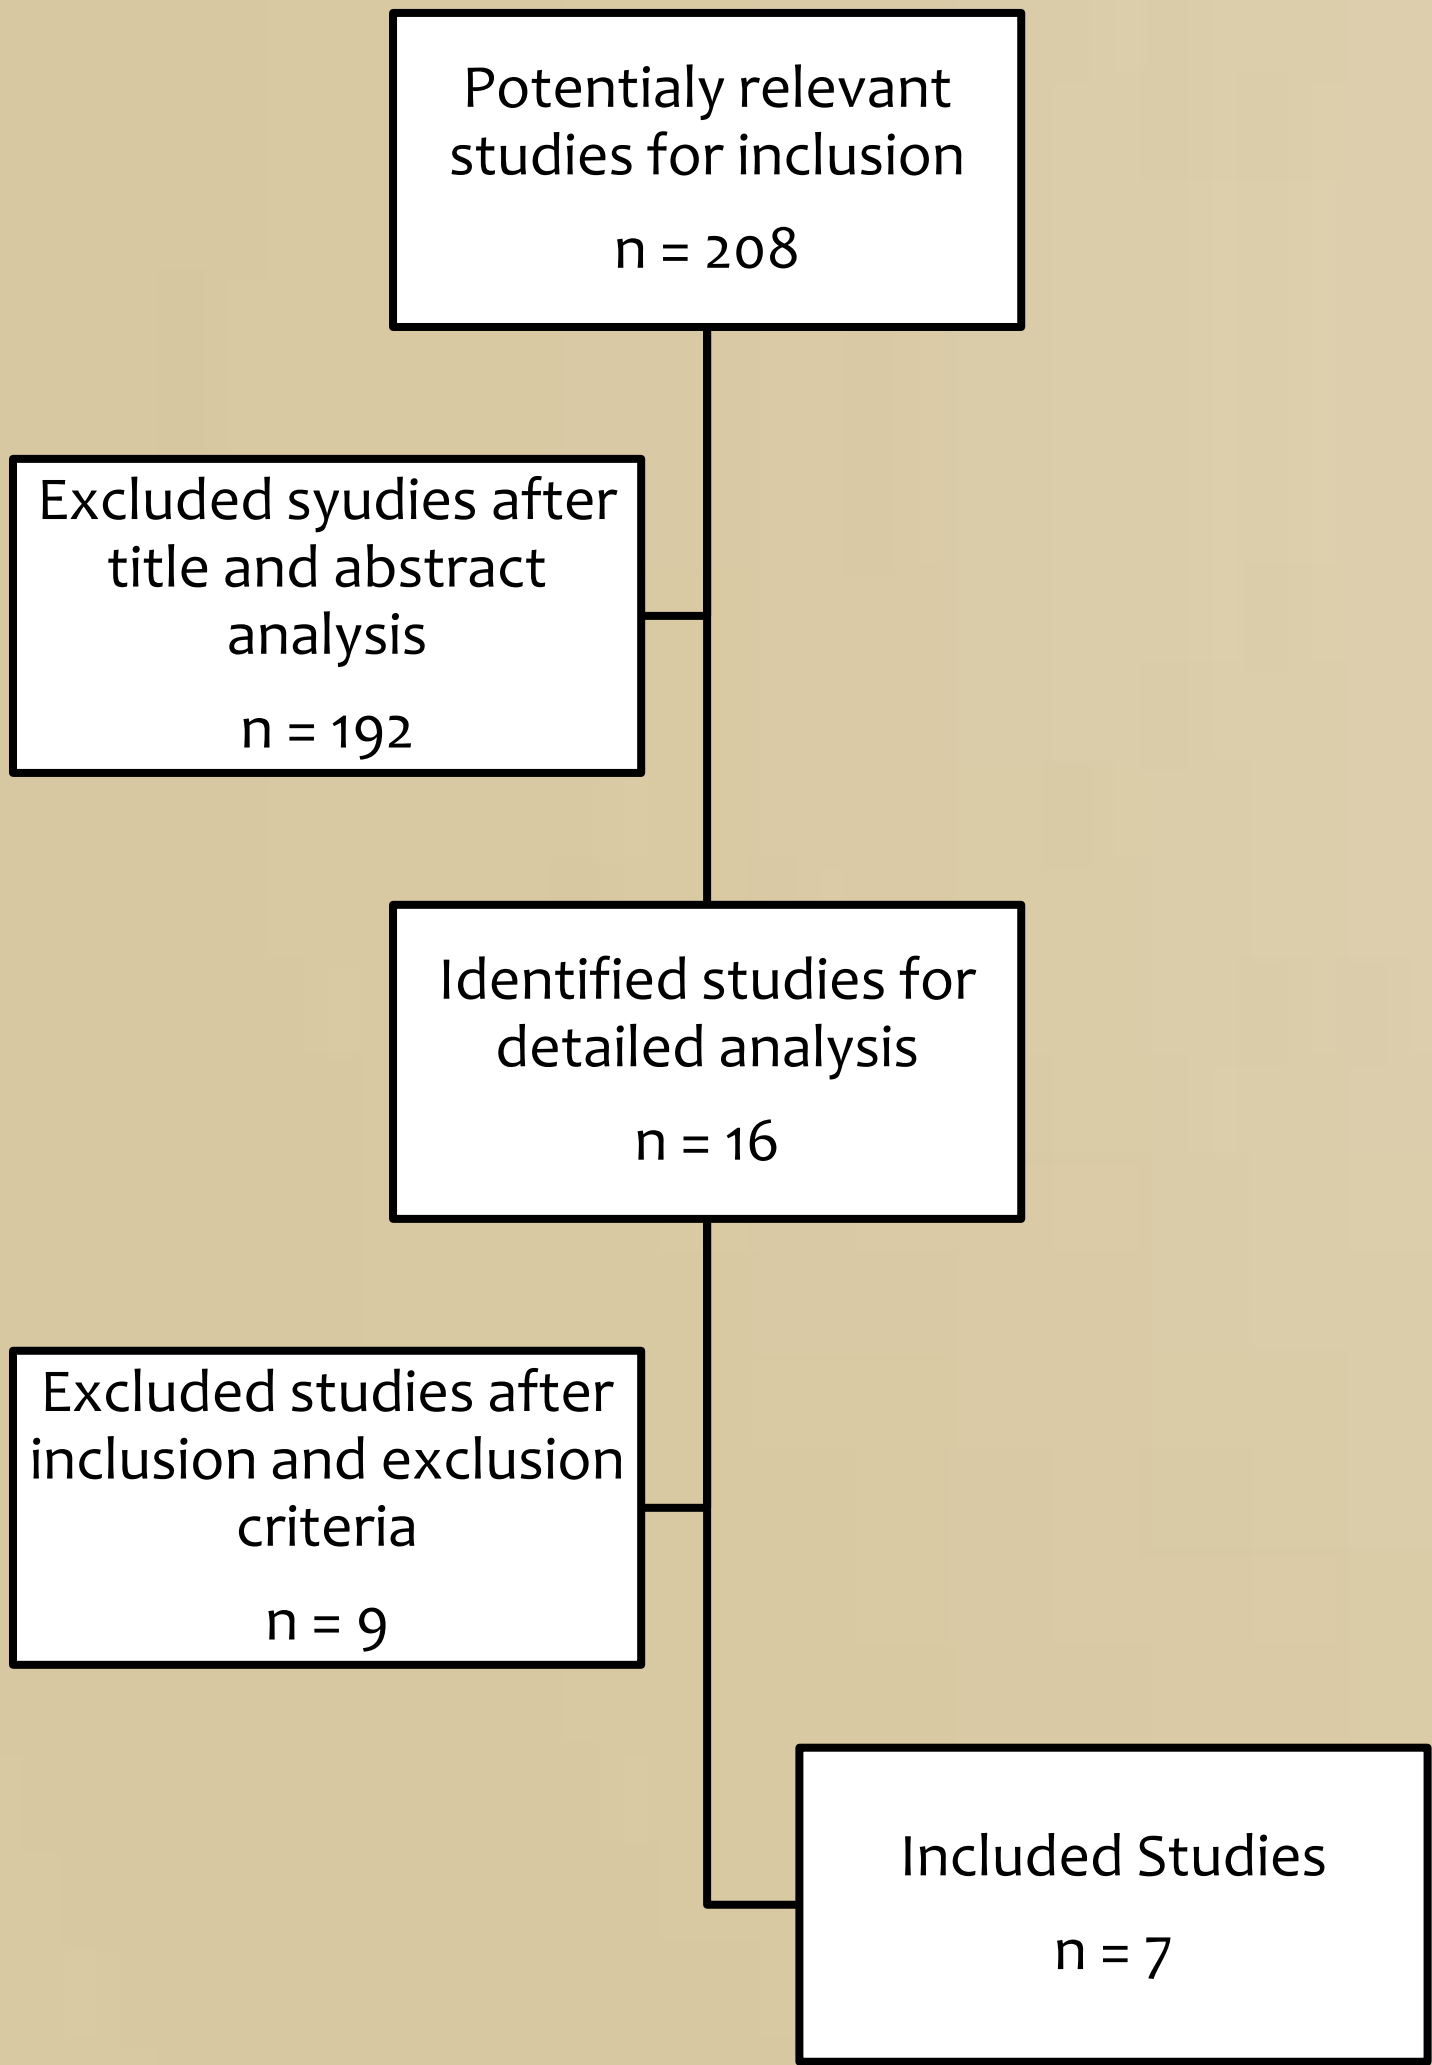 Potentialy relevant
studies for inclusion
n = 208
Excluded syudies after
title and abstract
analysis
n = 192
Identified studies for
detailed analysis
n = 16
Excluded studies after
inclusion and exclusion
criteria
n = 9
Included Studies
n = 7